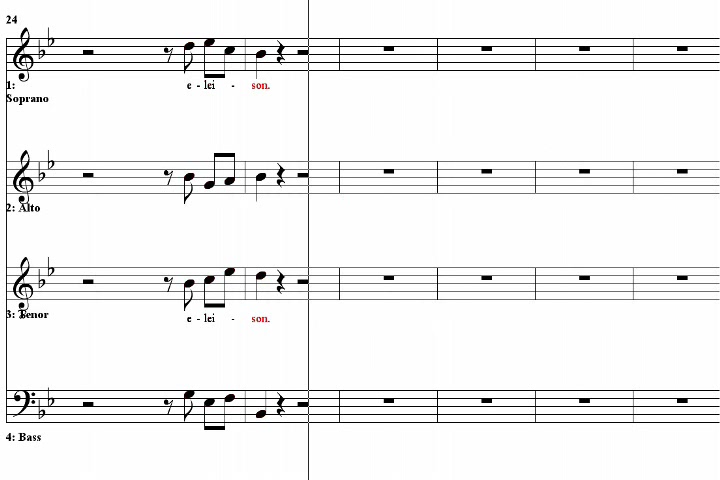 24
1:
e - lei - son.
Soprano
2: Alto
3: Tenor
e - lei - son.
4: Bass